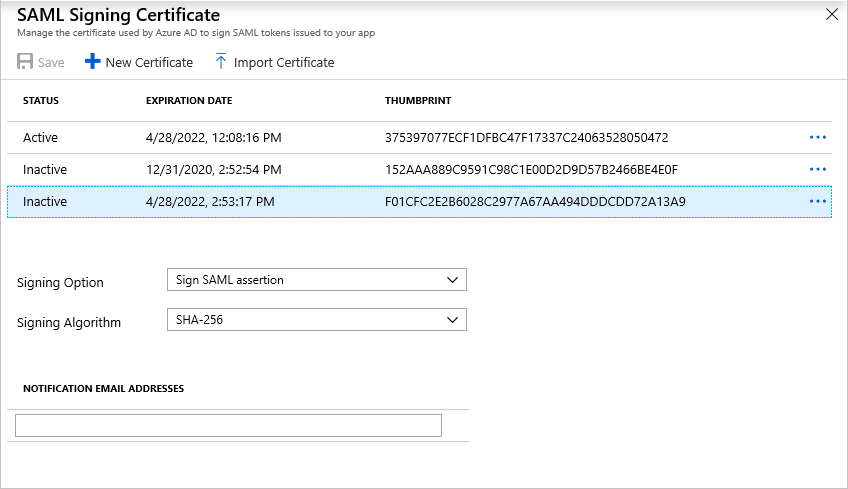 SAML Signing Certificate
Manage the certificate used by Azure AD to sign SAML tokens issued to your app
Save New Certificate Import Certificate
STATUS EXPIRATION DATE THUMBPRINT
Active 4/28/2022, 12:08:16 PM 375397077ECF1DFBC47F17337C24063528050472
Inactive 12/31/2020, 2:52:54 PM 152AAA889C9591C98C1E00D2D9D57B2466BE4E0F
Inactive 4/28/2022, 2:53:17 PM F01CFC2E2B6028C2977A67AA494DDDCDD72A13A9
Signing Option Sign SAML assertion
Signing Algorithm SHA-256
NOTIFICATION EMAIL ADDRESSES